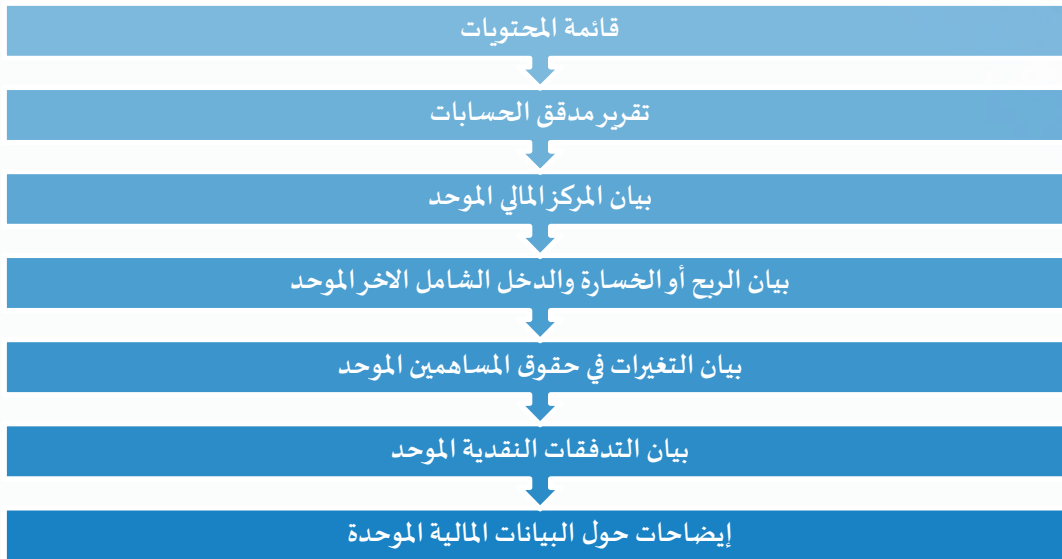 قائمة المحتويات
تقرير مدقق الحسابات
بيان المركز المالي الموحد
بيان الربح أو الخسارة والدخل الشامل الاخر الموحد
بيان التغيرات في حقوق المساهمين الموحد
بيان التدفقات النقدية الموحد
إيضاحات حول البيانات المالية الموحدة